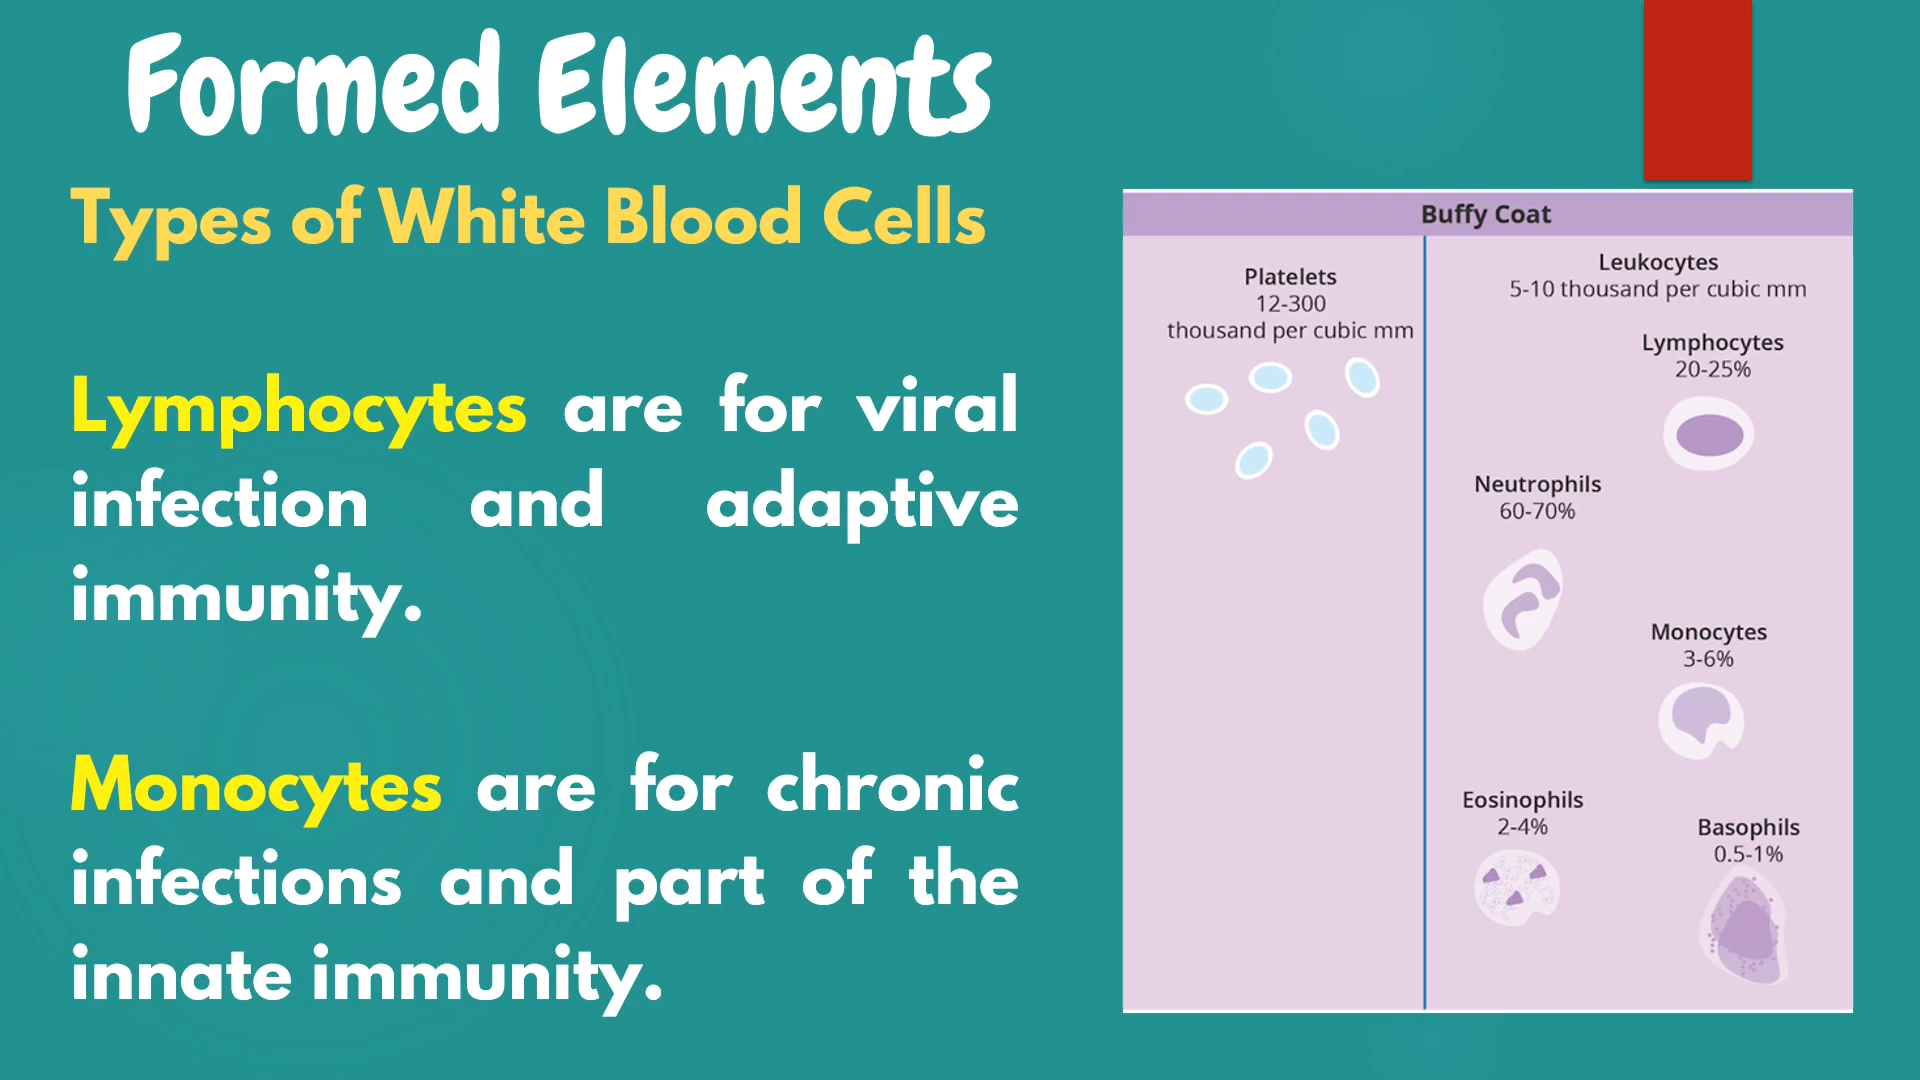 Formed Elements
Types of White Blood Cells
Lymphocytes are for viral
infection and adaptive
immunity.
Monocytes are for chronic
infections and part of the
innate immunity.
Buffy Coat
Platelets
12-300
thousand per cubic mm
Leukocytes
5-10 thousand per cubic mm
Lymphocytes
20-25%
Neutrophils
60-70%
Monocytes
3-6%
Eosinophils
2-4%
Basophils
0.5-1%